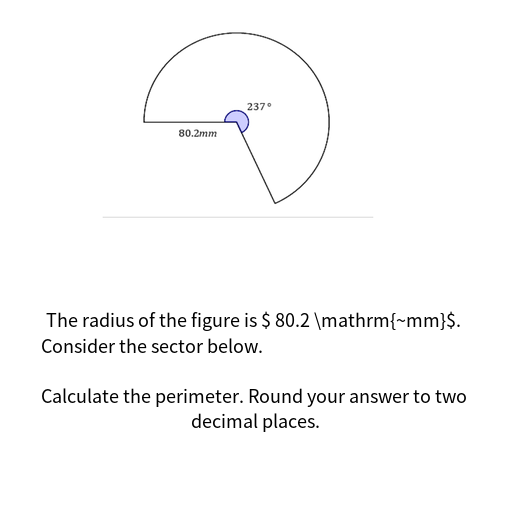 237°
80.2mm
The radius of the figure is $ 80.2 \mathrm{~mm}$.
Consider the sector below.
Calculate the perimeter. Round your answer to two
decimal places.